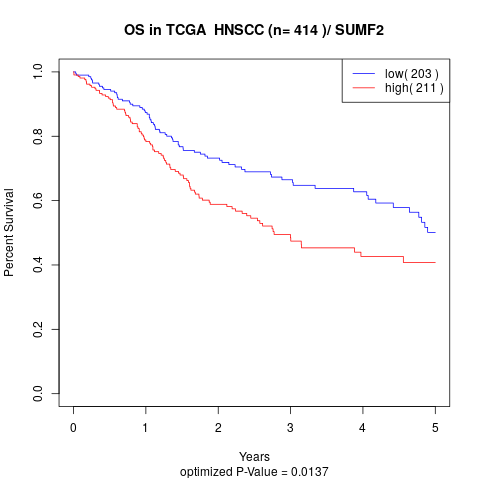 OS in TCGA  HNSCC (n= 414 )/ SUMF2
low( 203 )
high( 211 )
Percent Survival
1.0
0.8
0.6
0.4
0.2
0.0
0 1 2 3 4 5
Years
optimized P-Value = 0.0137